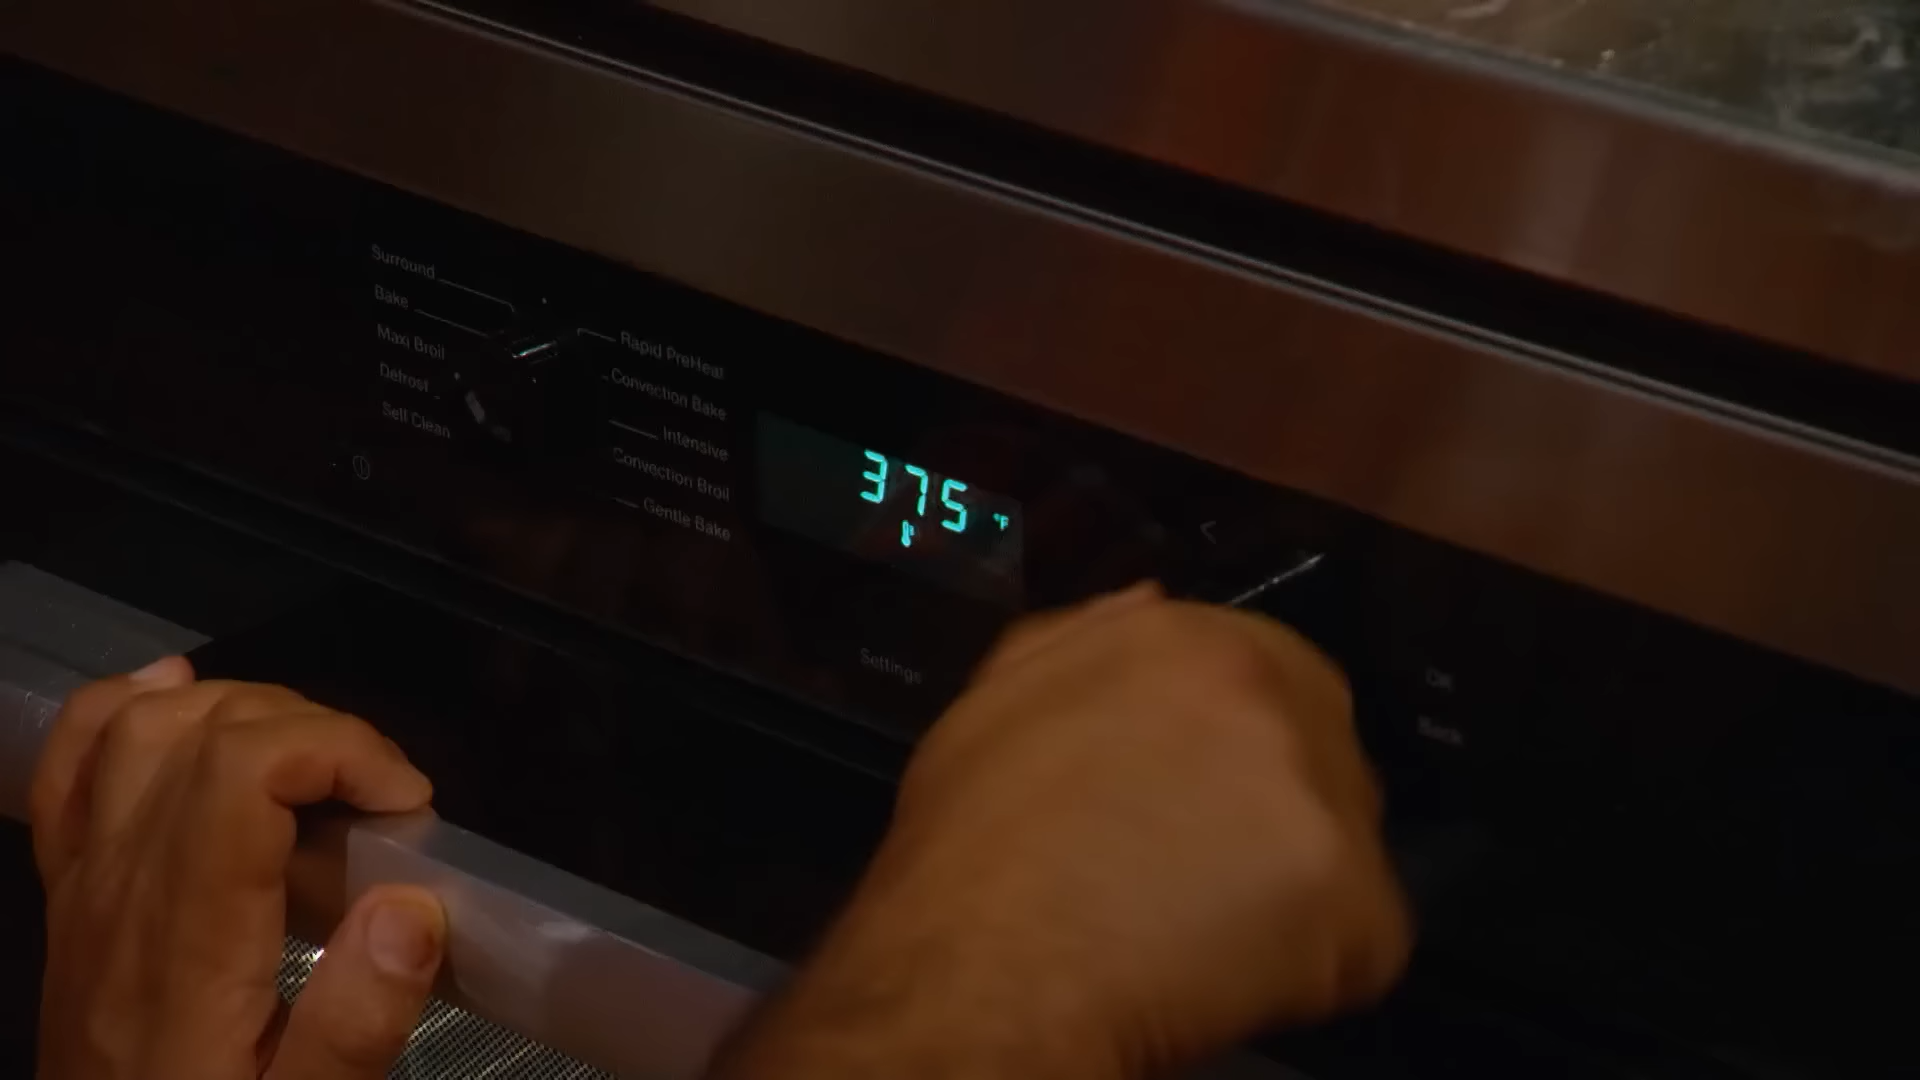 Surround
Bake
Maxi Broil
Defrost
Self Clean
Rapid PreHeat
Convection Bake
Intensive
Convection Broil
Gentle Bake
375 °F
<
Settings
OK
Back